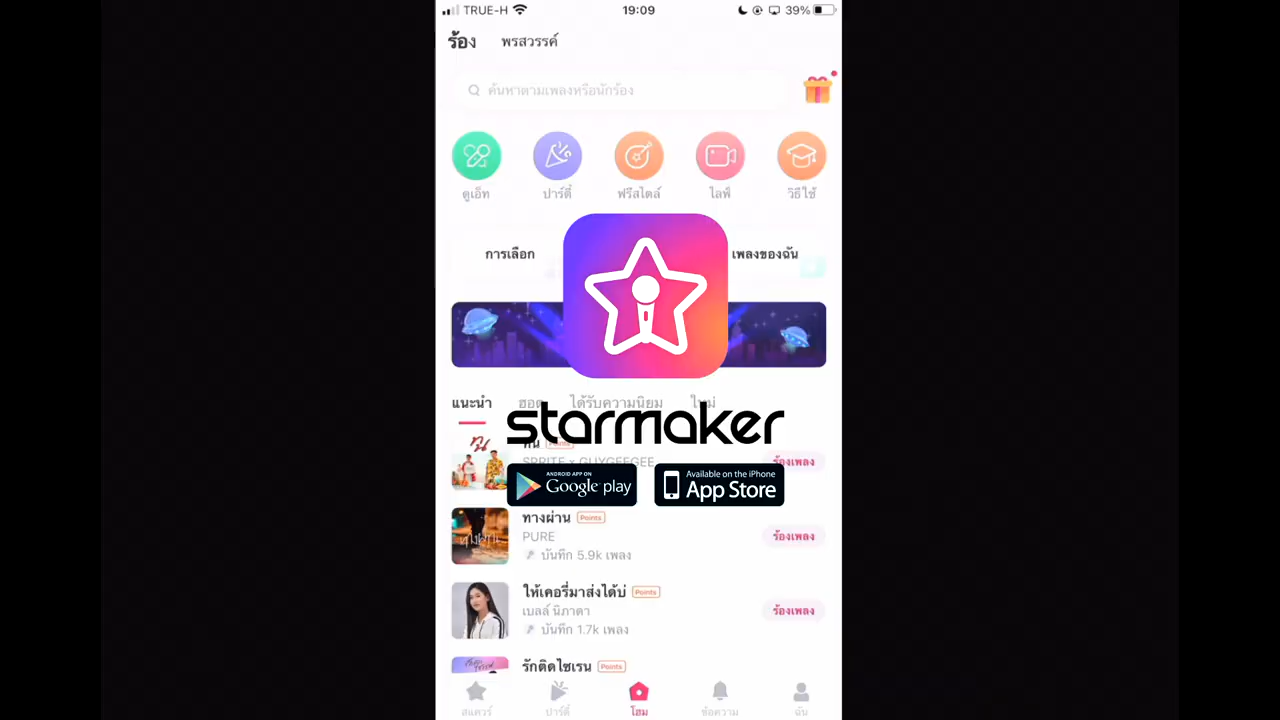 TRUE-H 19:09 39%
ร้อง พรสวรรค์
ค้นหาตามเพลงหรือนักร้อง
ดูเอ็ท ปาร์ตี้ ฟรีสไตล์ ไลฟ์ วิธีใช้
การเลือก เพลงของฉัน
แนะนำ ฮอต ได้รับความนิยม ใหม่
starmaker
ทน Points
SPRITE x GUYGEEGEE
ร้องเพลง
ANDROID APP ON
Google play
Available on the iPhone
App Store
ทางผ่าน Points
PURE
บันทึก 5.9k เพลง
ร้องเพลง
ให้เคอรี่มาส่งได้บ่ Points
เบลล์ นิภาดา
บันทึก 1.7k เพลง
ร้องเพลง
รักติดไซเรน Points
สแควร์ ปาร์ตี้ โฮม ข้อความ ฉัน